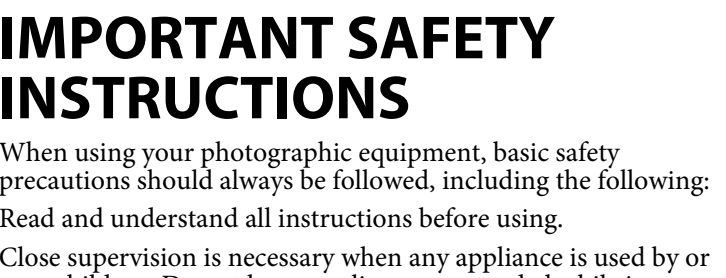 IMPORTANT SAFETY
INSTRUCTIONS
When using your photographic equipment, basic safety
precautions should always be followed, including the following:
Read and understand all instructions before using.
Close supervision is necessary when any appliance is used by or